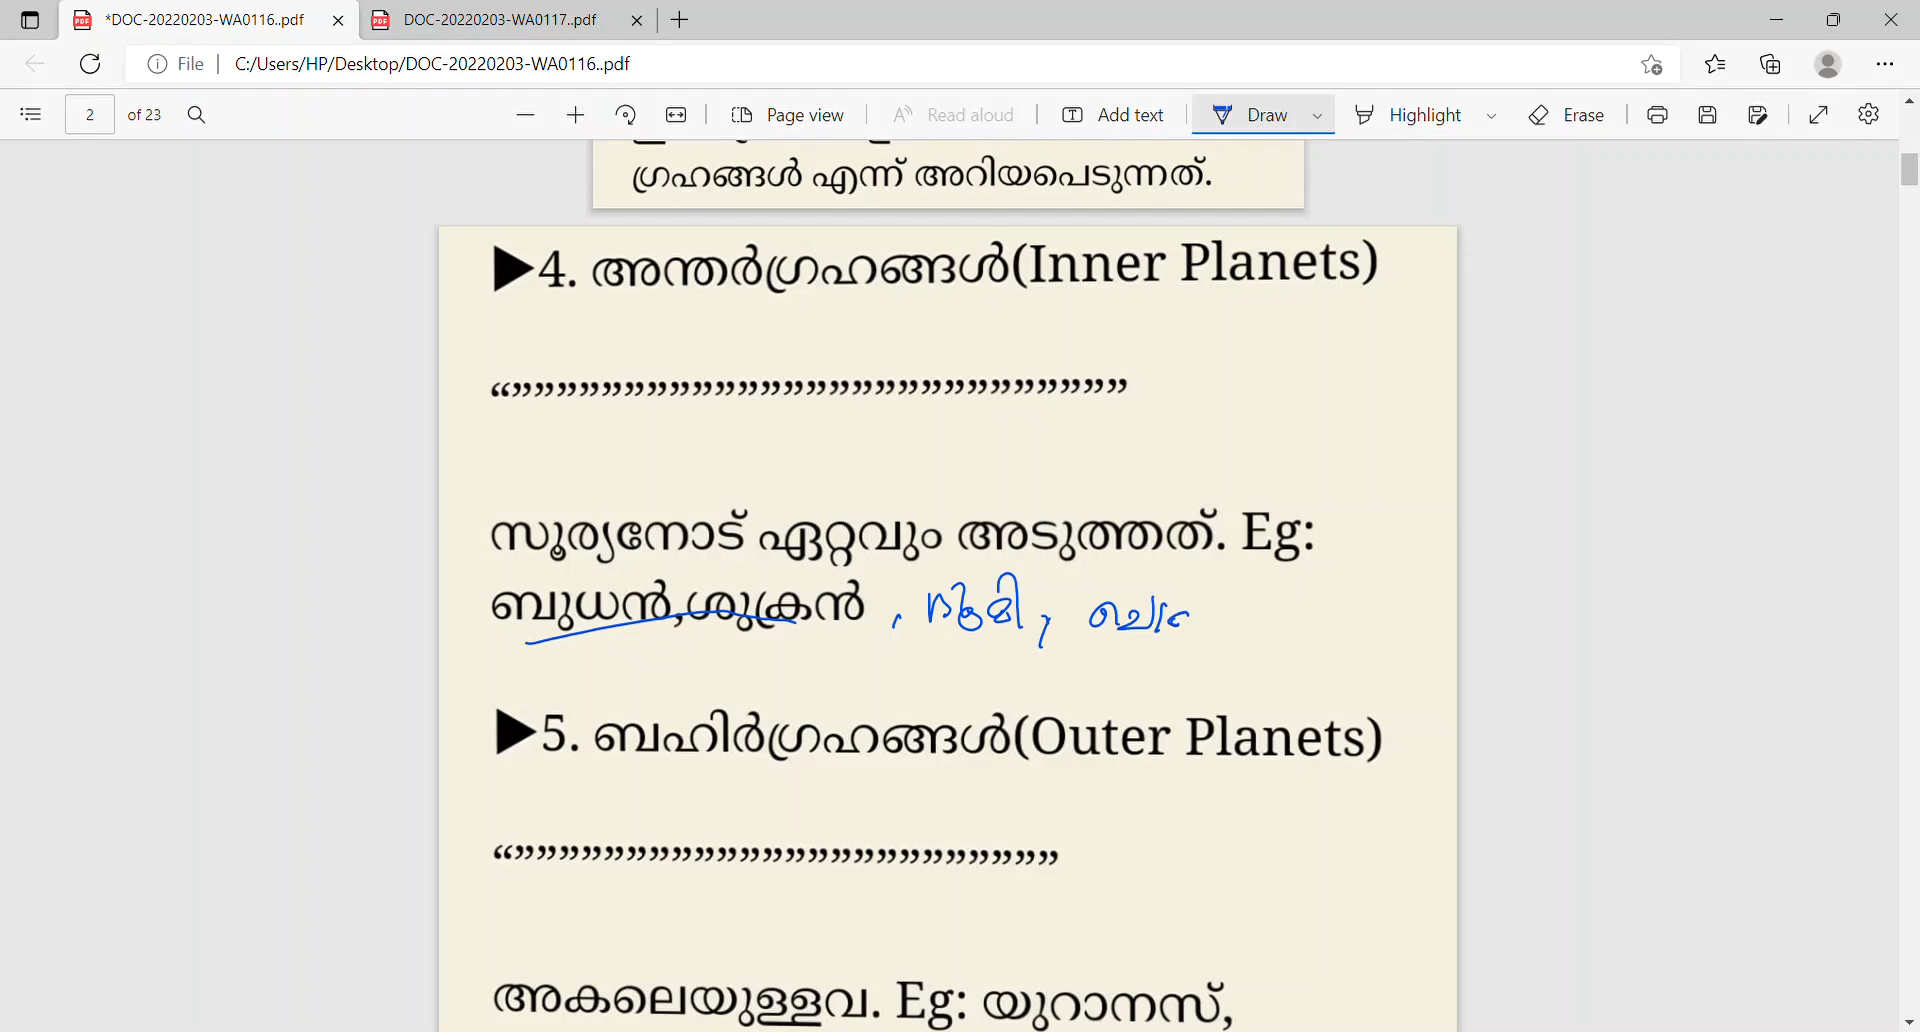 *DOC-20220203-WA0116..pdf
DOC-20220203-WA0117..pdf
File
C:/Users/HP/Desktop/DOC-20220203-WA0116..pdf
2 of 23
Page view
Read aloud
Add text
Draw
Highlight
Erase
ഗ്രഹങ്ങൾ എന്ന് അറിയപെടുന്നത്.
▶4. അന്തർഗ്രഹങ്ങൾ(Inner Planets)
“”””””””””””””””””””””””””””
സൂര്യനോട് ഏറ്റവും അടുത്തത്. Eg:
ബുധൻ,ശുക്രൻ , ഭൂമി,
▶5. ബഹിർഗ്രഹങ്ങൾ(Outer Planets)
“”””””””””””””””””””””””””
അകലെയുള്ളവ. Eg: യുറാനസ്,